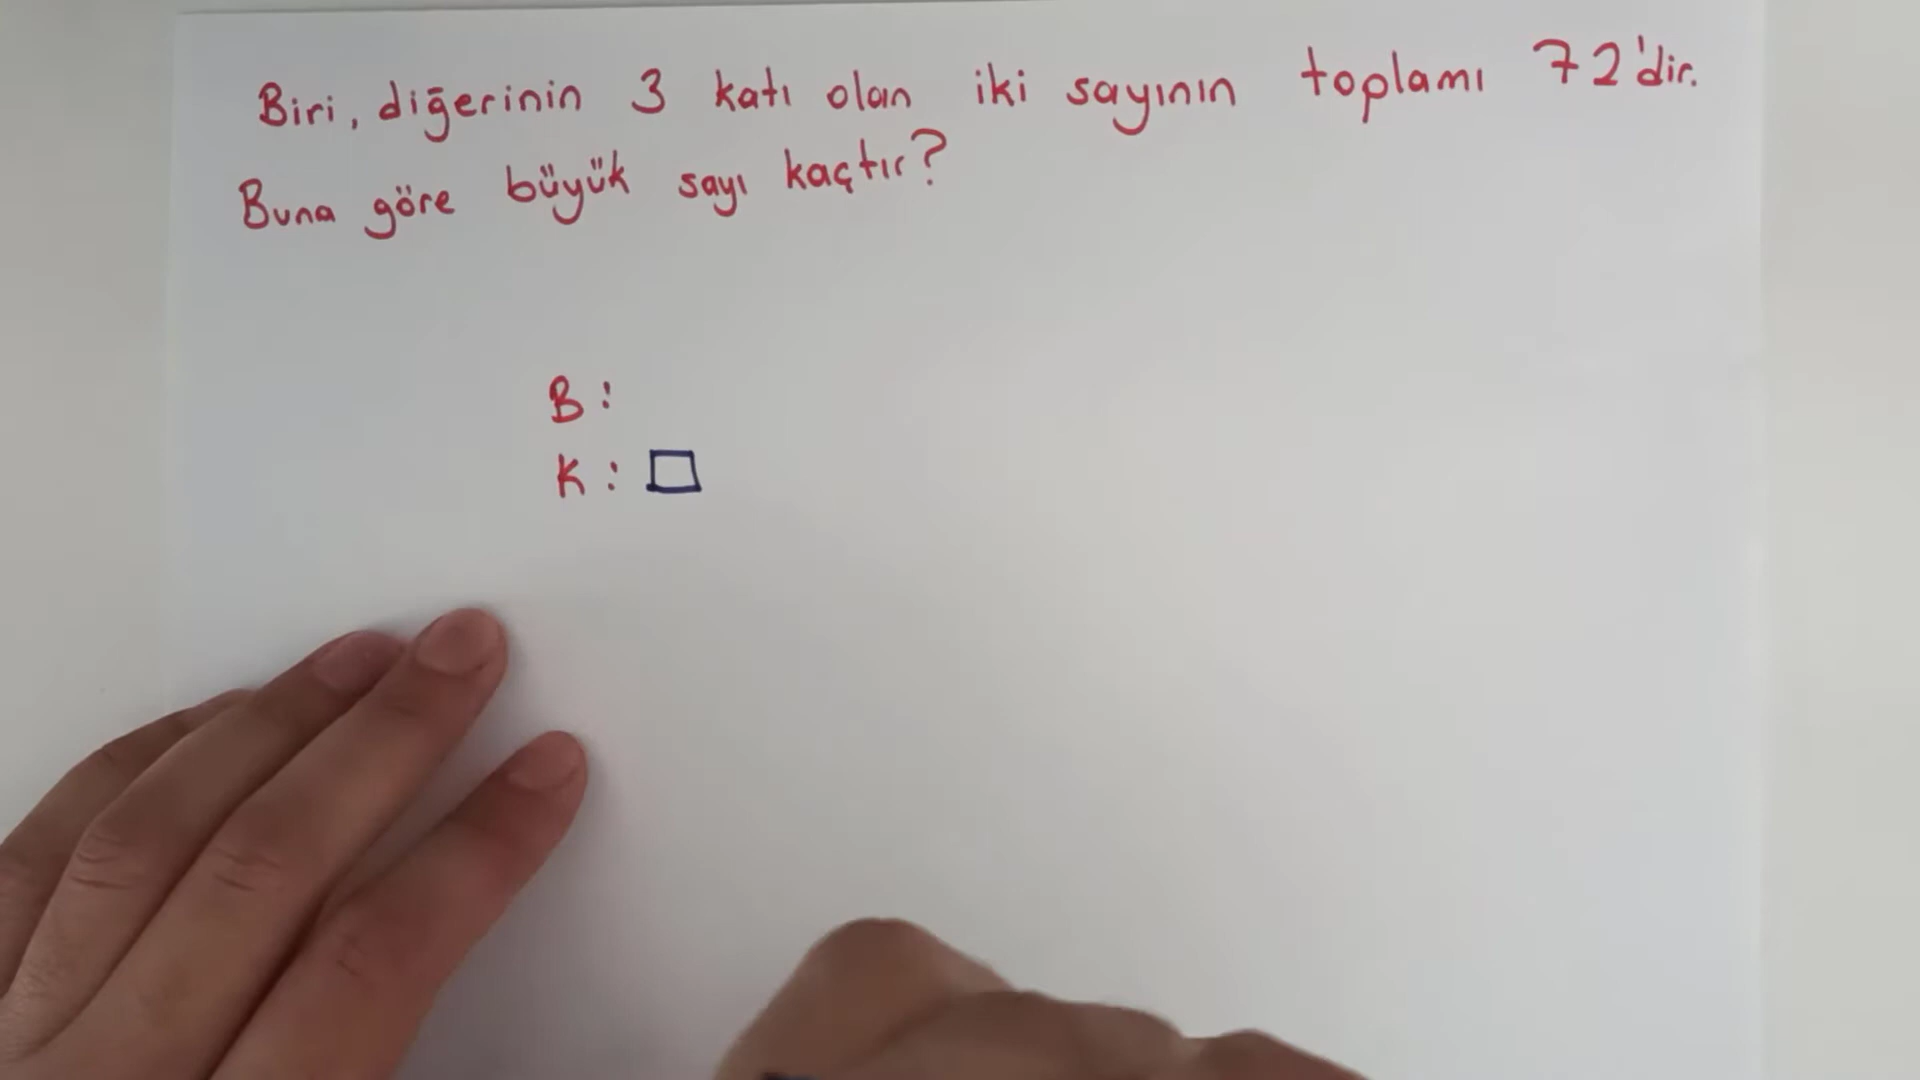 Biri, diğerinin 3 katı olan iki sayının toplamı 72'dir.
Buna göre büyük sayı kaçtır?
B:
K: